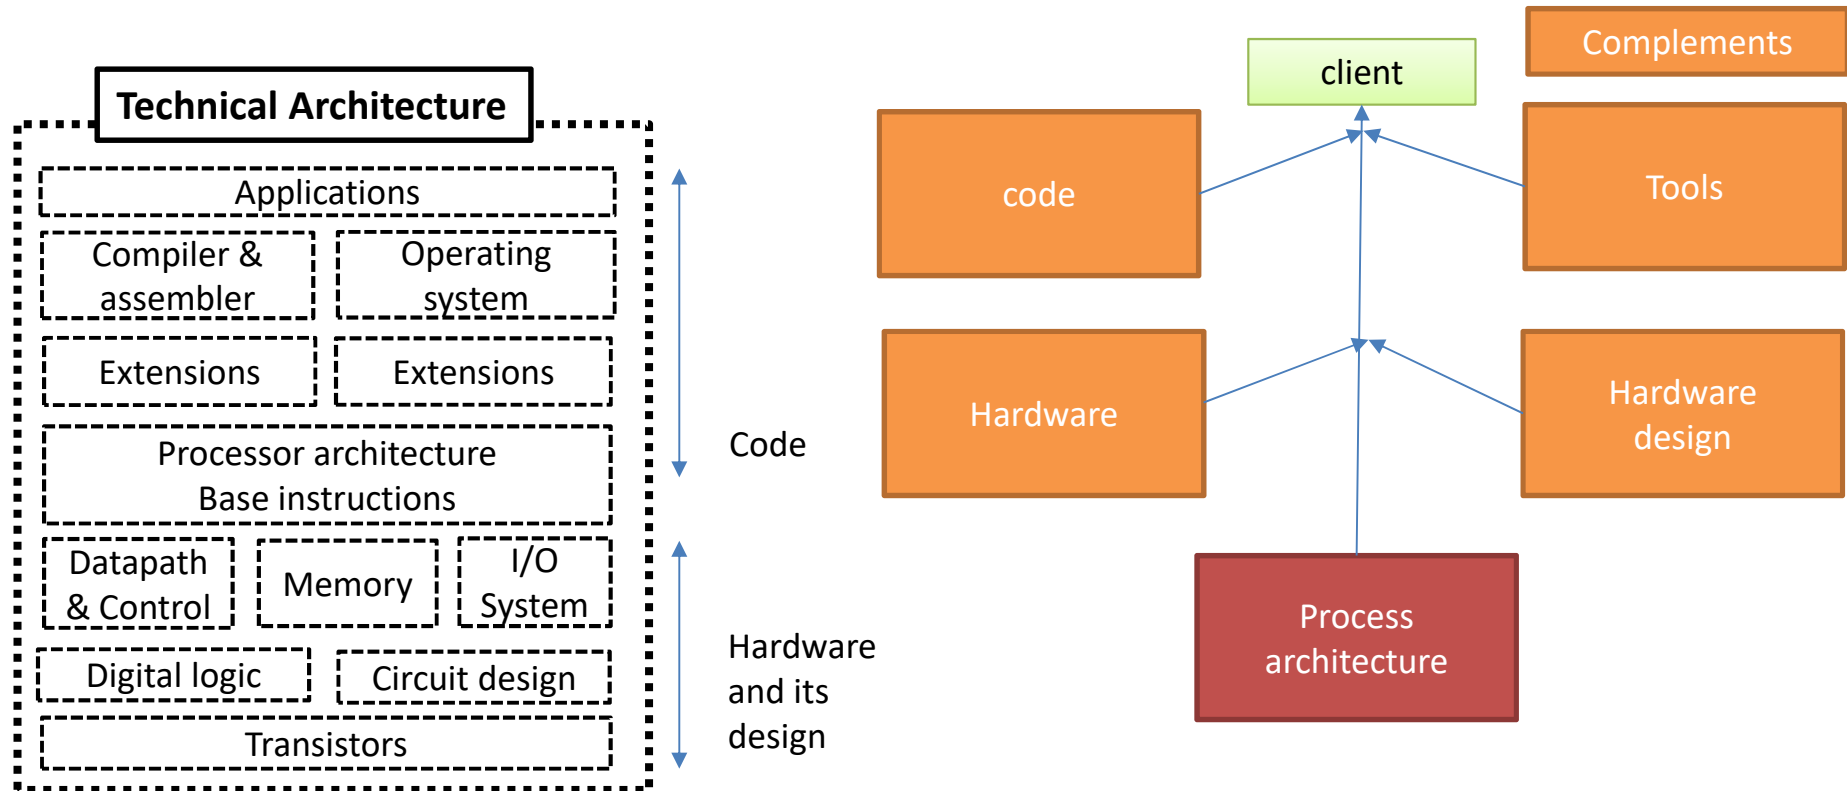 Technical Architecture
Applications
Compiler &
assembler
Operating
system
Extensions
Extensions
Processor architecture
Base instructions
Datapath
& Control
Memory
I/O
System
Digital logic
Circuit design
Transistors
Code
Hardware
and its
design
client
Complements
code
Tools
Hardware
Hardware
design
Process
architecture